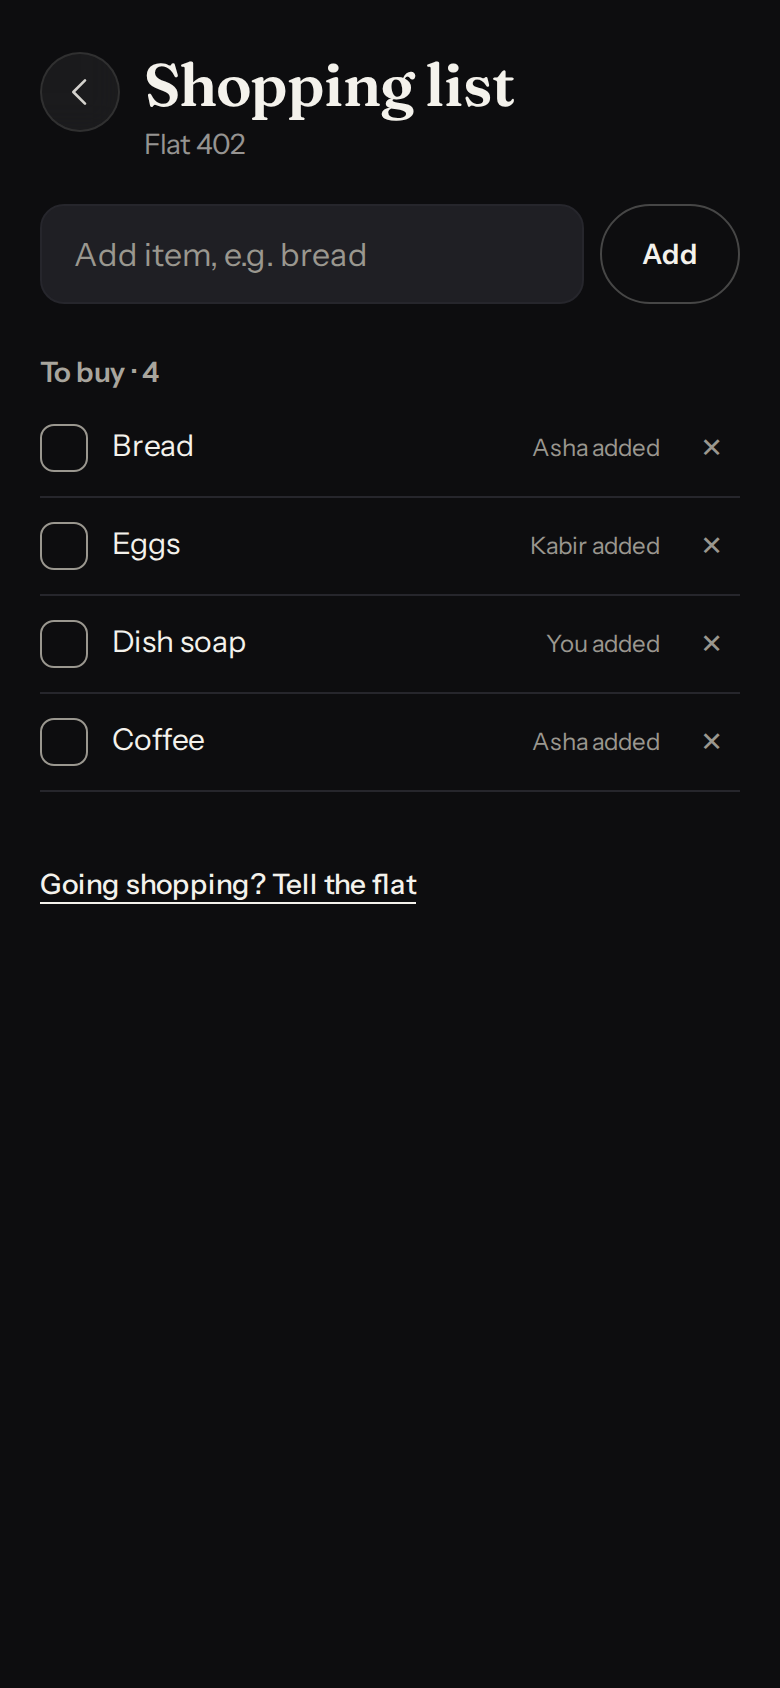 Shopping list
Flat 402
Add item, e.g. bread
Add
To buy · 4
Bread Asha added ✕
Eggs Kabir added ✕
Dish soap You added ✕
Coffee Asha added ✕
Going shopping? Tell the flat